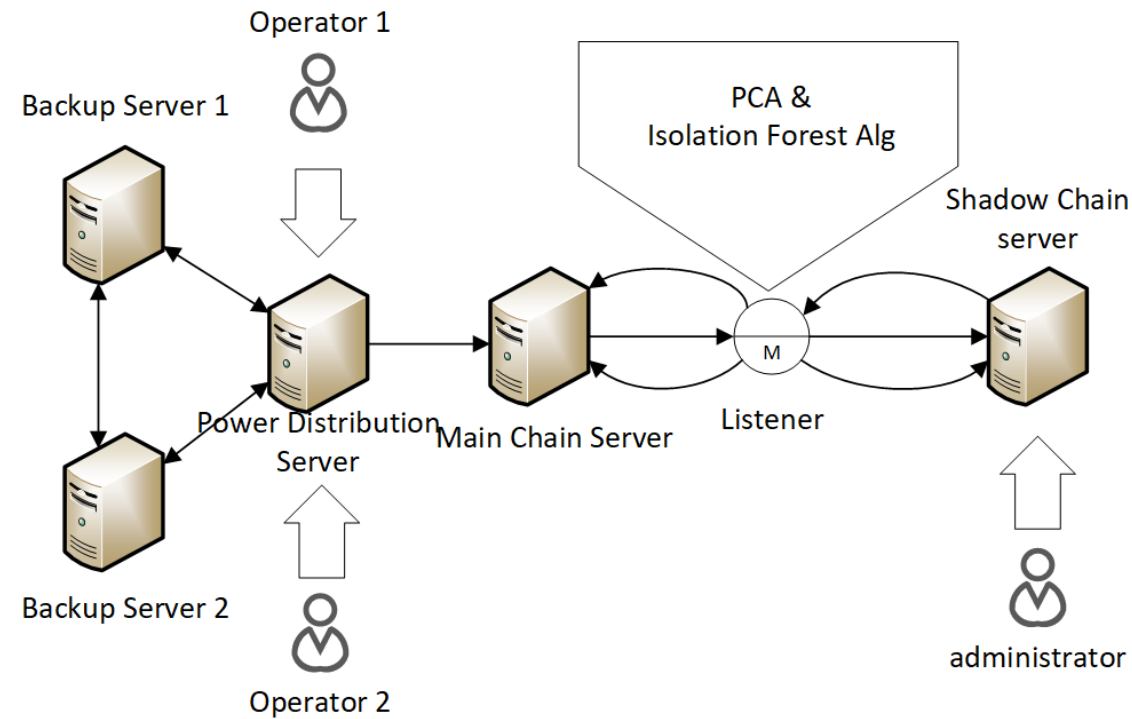 Operator 1
Backup Server 1
PCA &
Isolation Forest Alg
Shadow Chain
server
M
Listener
Power Distribution
Server
Main Chain Server
Backup Server 2
Operator 2
administrator